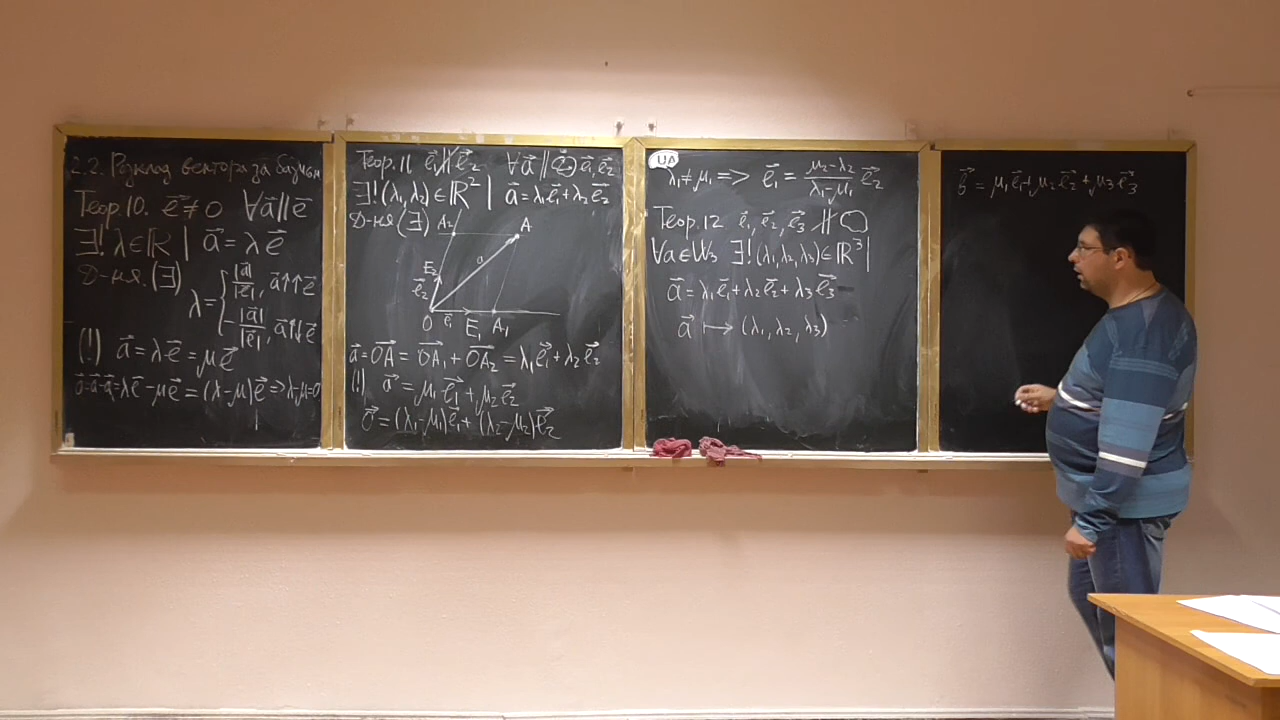 2.2. Розклад вектора за базисом
Теор. 10. e⃗ ≠ 0 ∀a⃗ ∥ e⃗
∃! λ ∈ ℝ | a⃗ = λ e⃗
Д-ня. (∃)
λ = { |a⃗|/|e⃗|, a⃗↑↑e⃗
-|a⃗|/|e⃗|, a⃗↑↓e⃗
(!) a⃗ = λ·e⃗ = μe⃗
o⃗ = a⃗ - a⃗ = λe⃗ - μe⃗ = (λ-μ)e⃗ ⇒ λ-μ=0
Теор. 11 e⃗₁ ∦ e⃗₂ ∀a⃗ ∥ e⃗₁, e⃗₂
∃! (λ₁, λ₂) ∈ ℝ² | a⃗ = λ₁e⃗₁ + λ₂e⃗₂
Д-ня (∃) A₂ A
E₂ a
e⃗₂
O e⃗₁ E₁ A₁
a⃗ = OA⃗ = OA⃗₁ + OA⃗₂ = λ₁e⃗₁ + λ₂e⃗₂
(!) a⃗ = μ₁e⃗₁ + μ₂e⃗₂
o⃗ = (λ₁-μ₁)e⃗₁ + (λ₂-μ₂)e⃗₂
UA
λ₁ ≠ μ₁ => e⃗₁ = (μ₂-λ₂)/(λ₁-μ₁) e⃗₂
Теор. 12 e⃗₁, e⃗₂, e⃗₃ ∦
∀a ∈ W₃ ∃! (λ₁, λ₂, λ₃) ∈ ℝ³ |
a⃗ = λ₁e⃗₁ + λ₂e⃗₂ + λ₃e⃗₃
a⃗ ↦ (λ₁, λ₂, λ₃)
b⃗ = μ₁e⃗₁ + μ₂e⃗₂ + μ₃e⃗₃